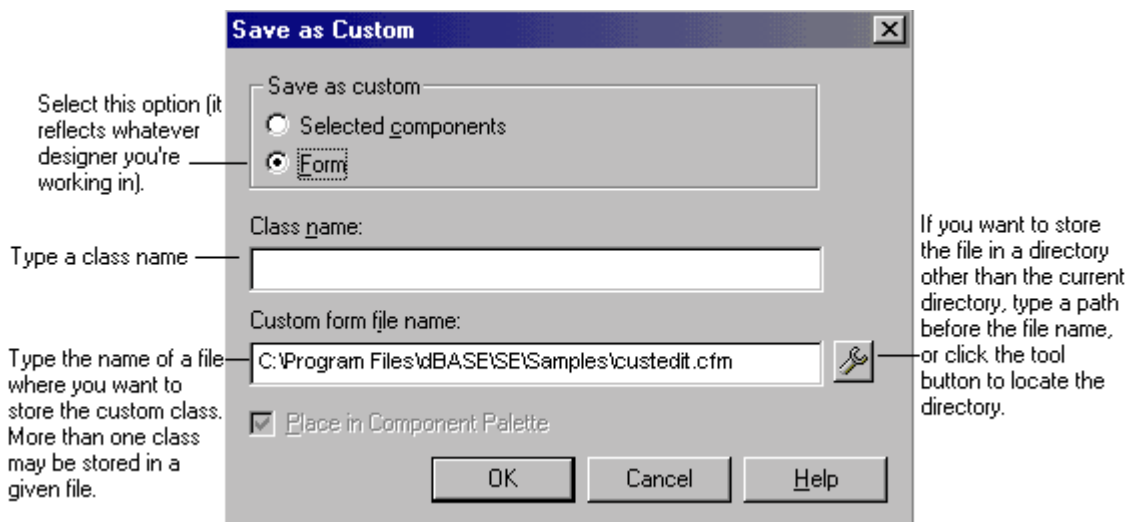 Save as Custom
Save as custom
Select this option (it
reflects whatever
designer you're
working in).
Selected components
Form
Class name:
Type a class name
If you want to store
the file in a directory
other than the current
directory, type a path
before the file name,
or click the tool
button to locate the
directory.
Custom form file name:
Type the name of a file
where you want to
store the custom class.
More than one class
may be stored in a
given file.
C:\Program Files\dBASE\SE\Samples\custedit.cfm
Place in Component Palette
OK
Cancel
Help